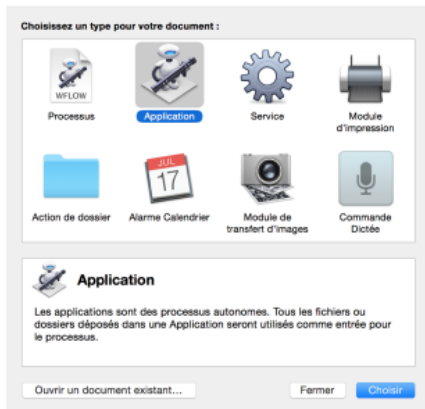 Choisissez un type pour votre document :
WFLOW
Processus
Application
Service
Module
d'impression
JUL
17
Action de dossier
Alarme Calendrier
Module de
transfert d'images
Commande
Dictée
Application
Les applications sont des processus autonomes. Tous les fichiers ou
dossiers déposés dans une Application seront utilisés comme entrée pour
le processus.
Ouvrir un document existant...
Fermer
Choisir